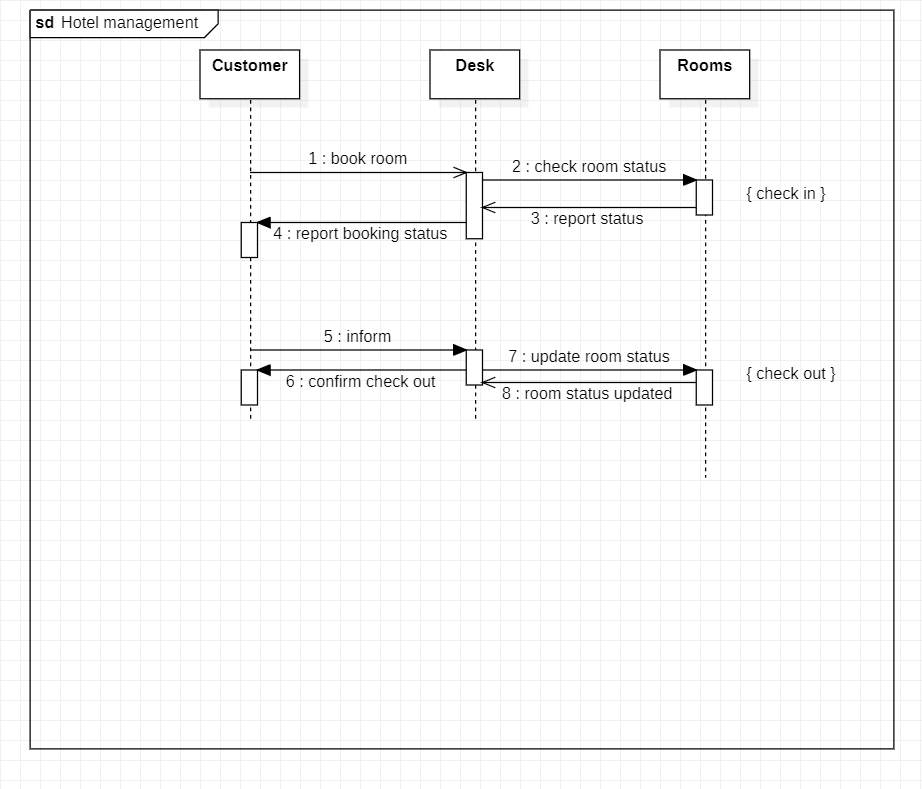 sd Hotel management
Customer
Desk
Rooms
1 : book room
2 : check room status
{ check in }
3 : report status
4 : report booking status
5 : inform
7 : update room status
{ check out }
6 : confirm check out
8 : room status updated